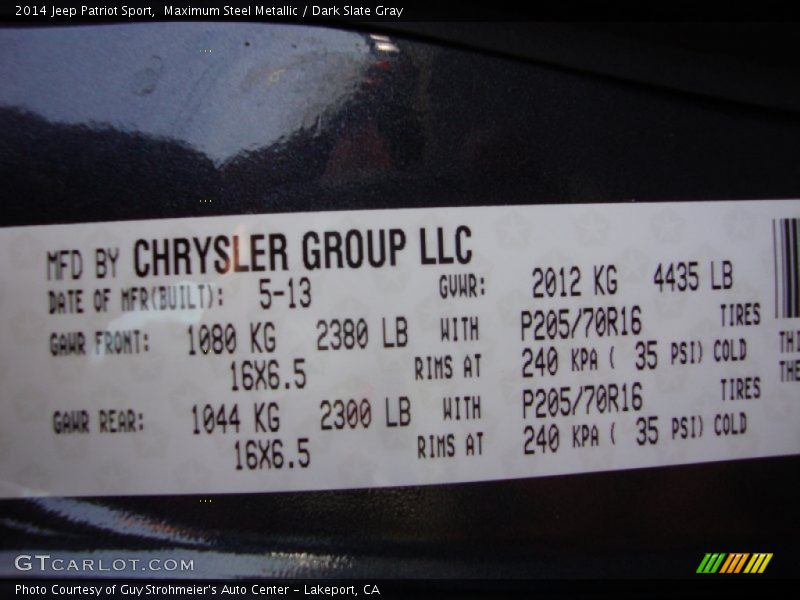 2014 Jeep Patriot Sport,  Maximum Steel Metallic / Dark Slate Gray
MFD BY CHRYSLER GROUP LLC
DATE OF MFR(BUILT): 5-13 GVWR: 2012 KG 4435 LB
GAWR FRONT: 1080 KG 2380 LB WITH P205/70R16 TIRES
16X6.5 RIMS AT 240 KPA ( 35 PSI) COLD
GAWR REAR: 1044 KG 2300 LB WITH P205/70R16 TIRES
16X6.5 RIMS AT 240 KPA ( 35 PSI) COLD
THI
THE
GTCARLOT.COM
Photo Courtesy of Guy Strohmeier's Auto Center - Lakeport, CA